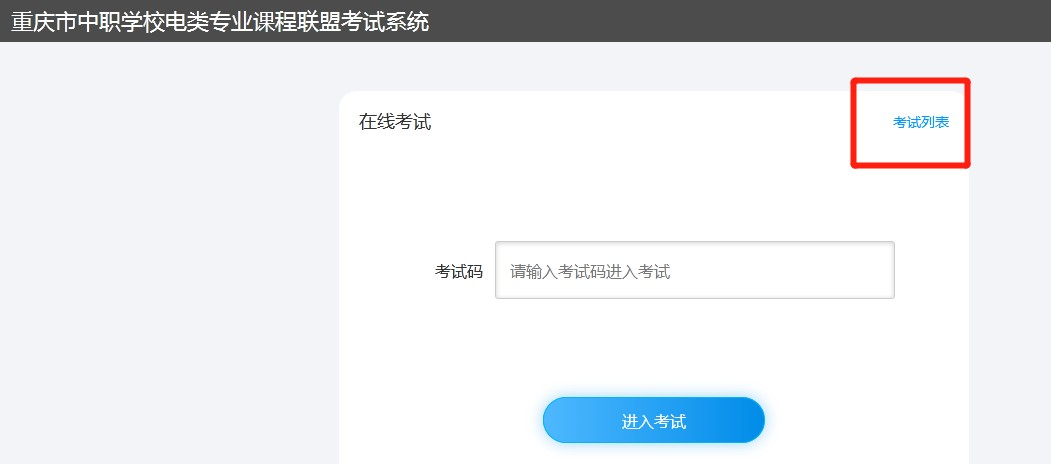 重庆市中职学校电类专业课程联盟考试系统
在线考试
考试列表
考试码
请输入考试码进入考试
进入考试